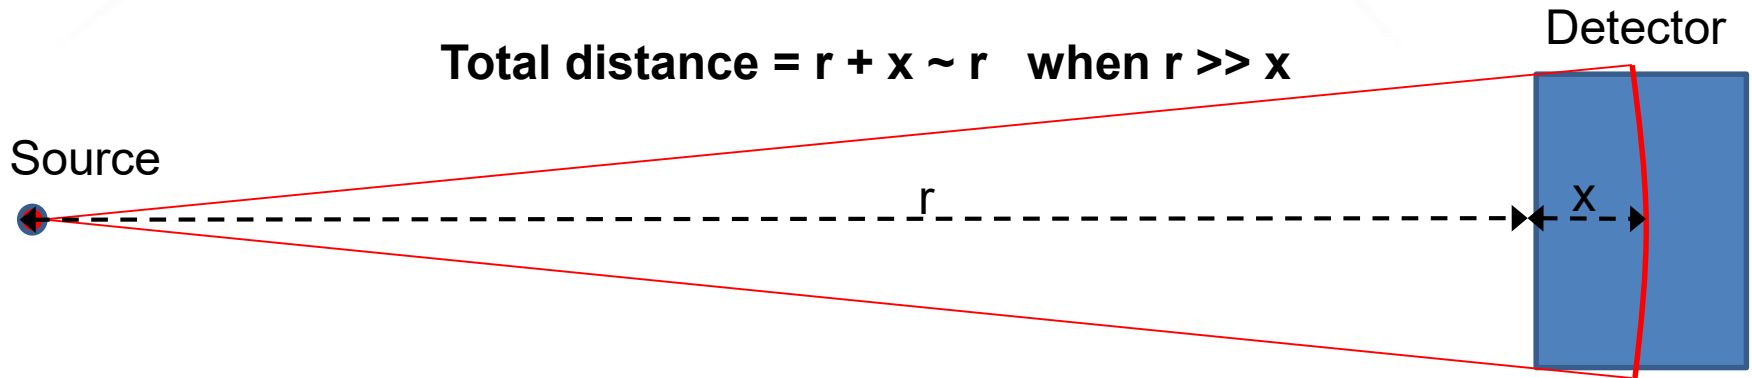 Detector
Total distance = r + x ~ r when r >> x
Source
r
x